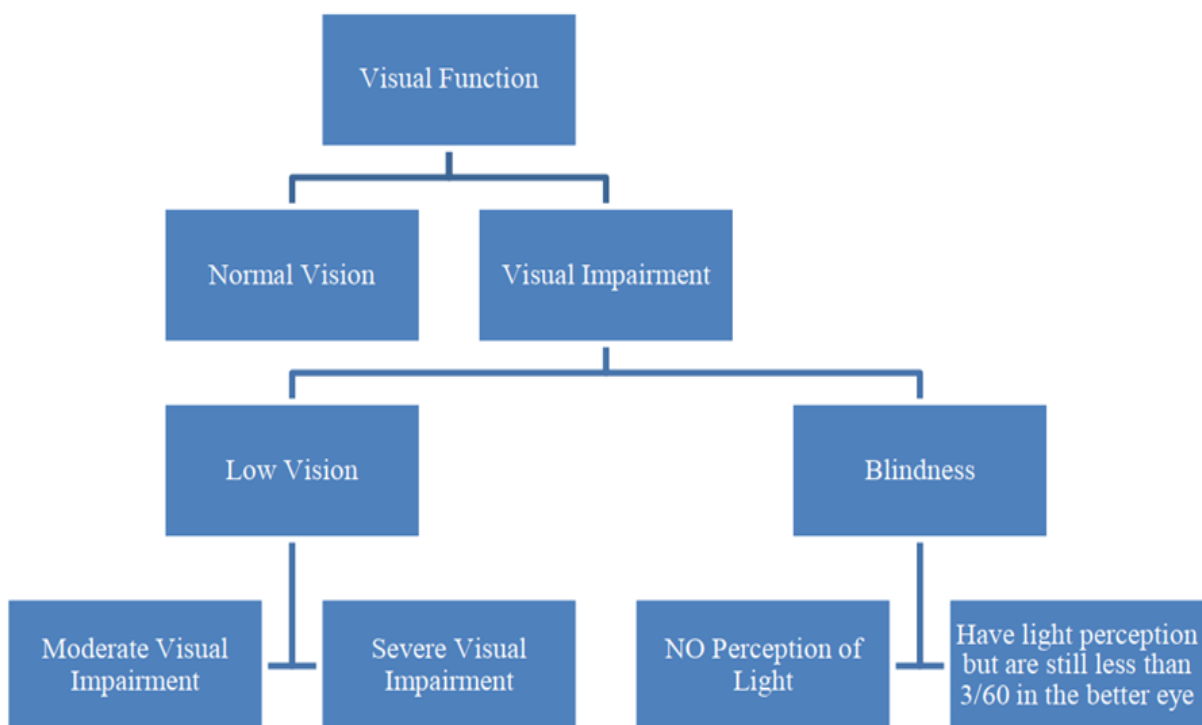 Visual Function
Normal Vision
Visual Impairment
Low Vision
Blindness
Moderate Visual
Impairment
Severe Visual
Impairment
NO Perception of
Light
Have light perception
but are still less than
3/60 in the better eye